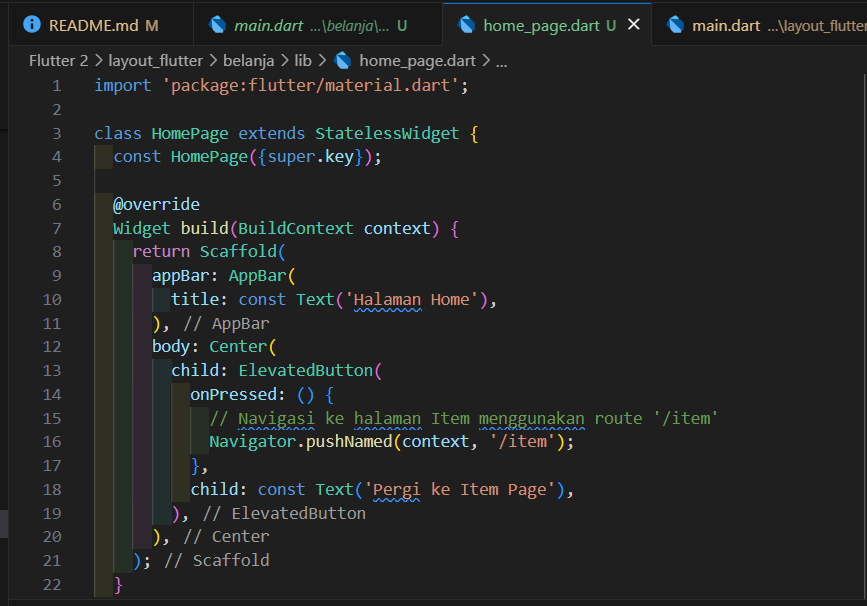 README.md M main.dart ...\belanja\... U home_page.dart U main.dart ...\layout_flutter
Flutter 2 > layout_flutter > belanja > lib > home_page.dart > ...
1 import 'package:flutter/material.dart';
2
3 class HomePage extends StatelessWidget {
4 const HomePage({super.key});
5
6 @override
7 Widget build(BuildContext context) {
8 return Scaffold(
9 appBar: AppBar(
10 title: const Text('Halaman Home'),
11 ), // AppBar
12 body: Center(
13 child: ElevatedButton(
14 onPressed: () {
15 // Navigasi ke halaman Item menggunakan route '/item'
16 Navigator.pushNamed(context, '/item');
17 },
18 child: const Text('Pergi ke Item Page'),
19 ), // ElevatedButton
20 ), // Center
21 ); // Scaffold
22 }